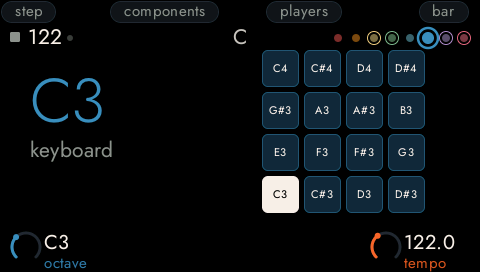 step components players bar
122 C
C3
keyboard
C4 C#4 D4 D#4
G#3 A3 A#3 B3
E3 F3 F#3 G3
C3 C#3 D3 D#3
C3 122.0
octave tempo